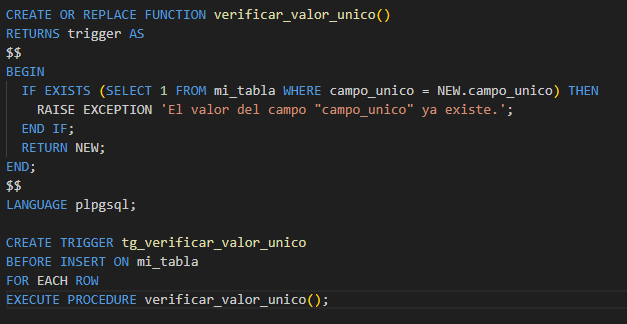 CREATE OR REPLACE FUNCTION verificar_valor_unico()
RETURNS trigger AS
$$
BEGIN
  IF EXISTS (SELECT 1 FROM mi_tabla WHERE campo_unico = NEW.campo_unico) THEN
    RAISE EXCEPTION 'El valor del campo "campo_unico" ya existe.';
  END IF;
  RETURN NEW;
END;
$$
LANGUAGE plpgsql;

CREATE TRIGGER tg_verificar_valor_unico
BEFORE INSERT ON mi_tabla
FOR EACH ROW
EXECUTE PROCEDURE verificar_valor_unico();